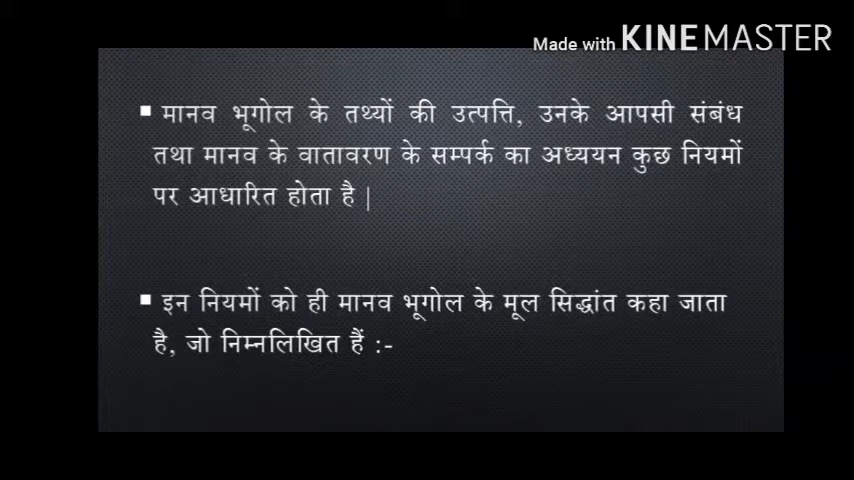 Made with KINEMASTER
▪ मानव भूगोल के तथ्यों की उत्पत्ति, उनके आपसी संबंध
तथा मानव के वातावरण के सम्पर्क का अध्ययन कुछ नियमों
पर आधारित होता है |
▪ इन नियमों को ही मानव भूगोल के मूल सिद्धांत कहा जाता
है, जो निम्नलिखित हैं :-